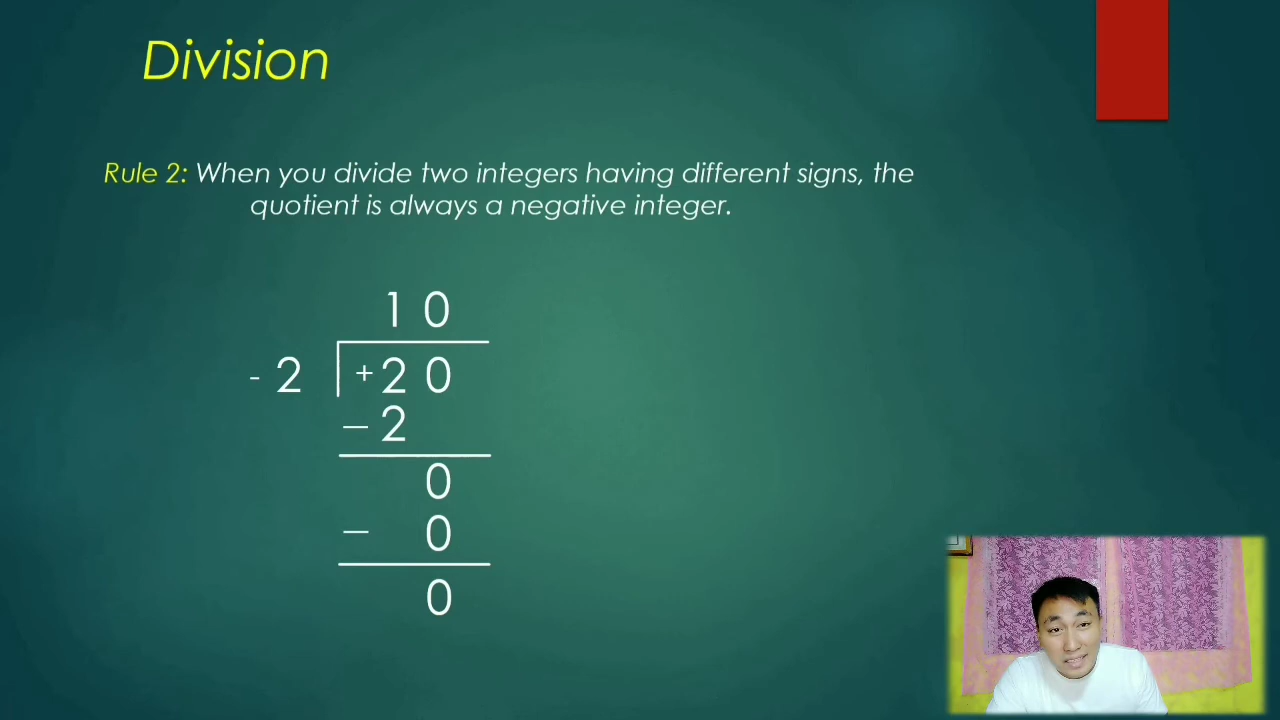 Division
Rule 2: When you divide two integers having different signs, the
quotient is always a negative integer.
1 0
- 2 +2 0
– 2
0
– 0
0